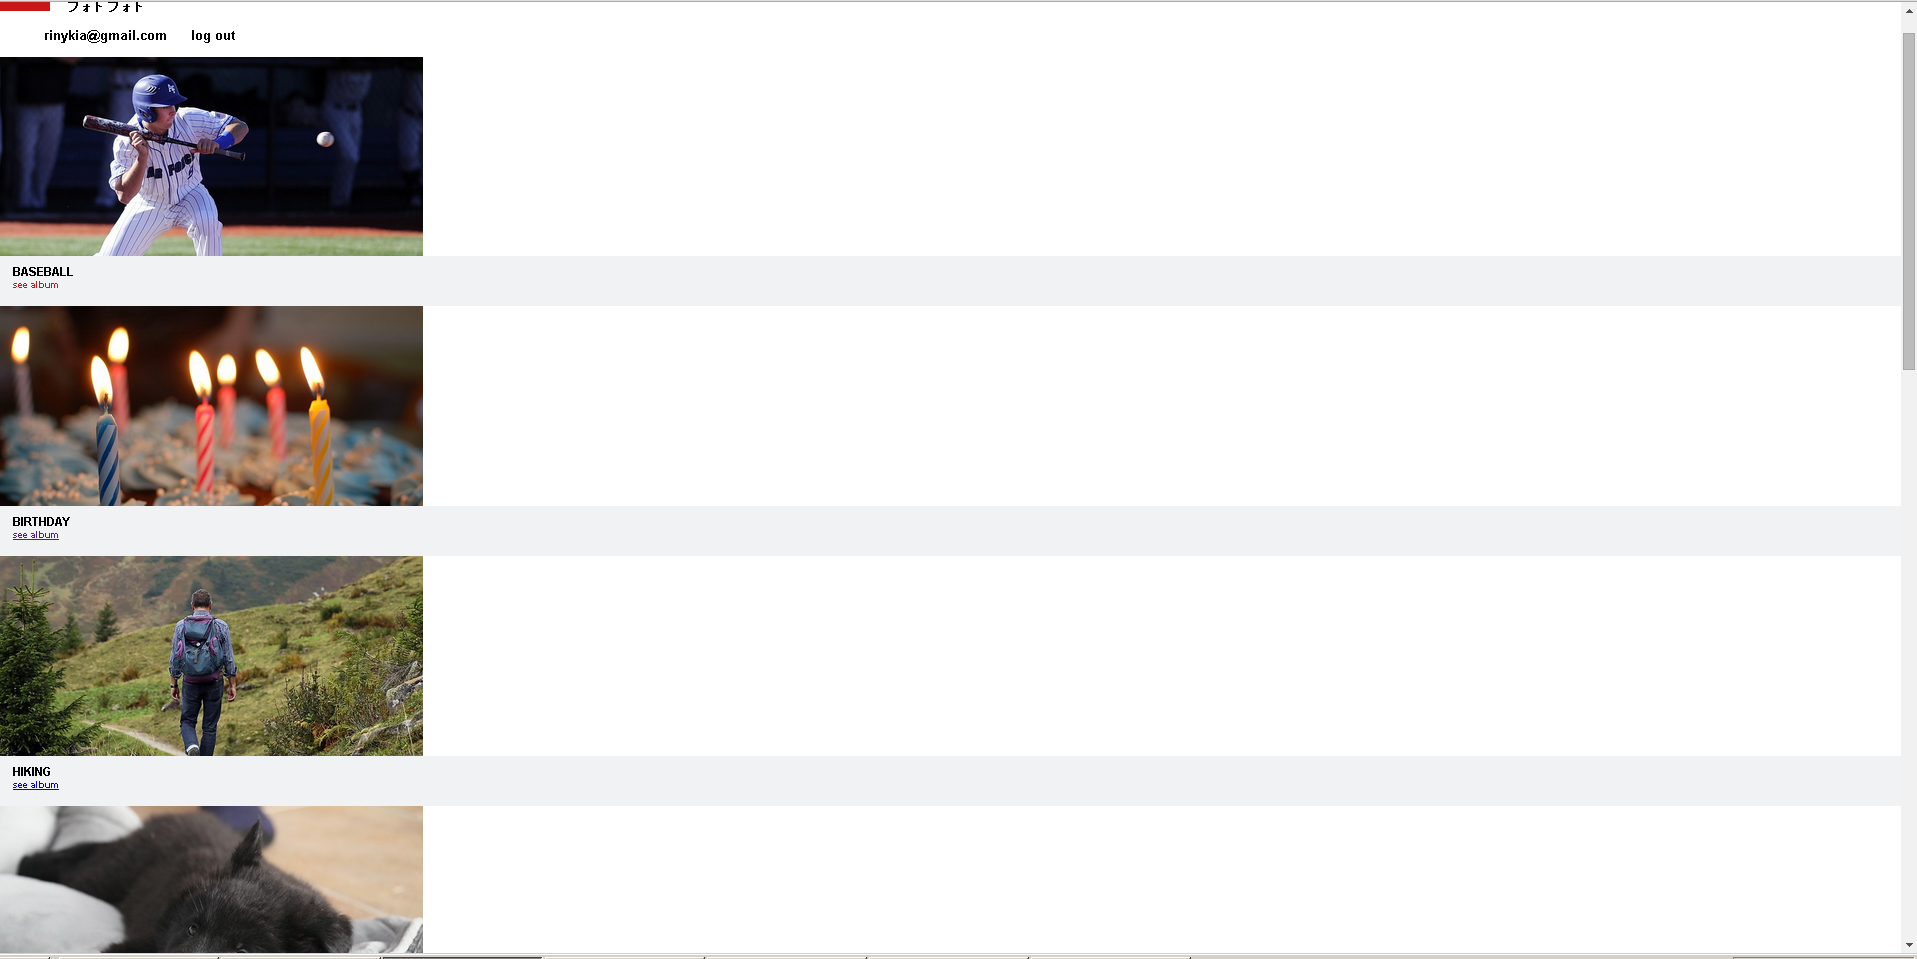 フォトフォト
rinykia@gmail.com log out
BASEBALL
see album
BIRTHDAY
see album
HIKING
see album